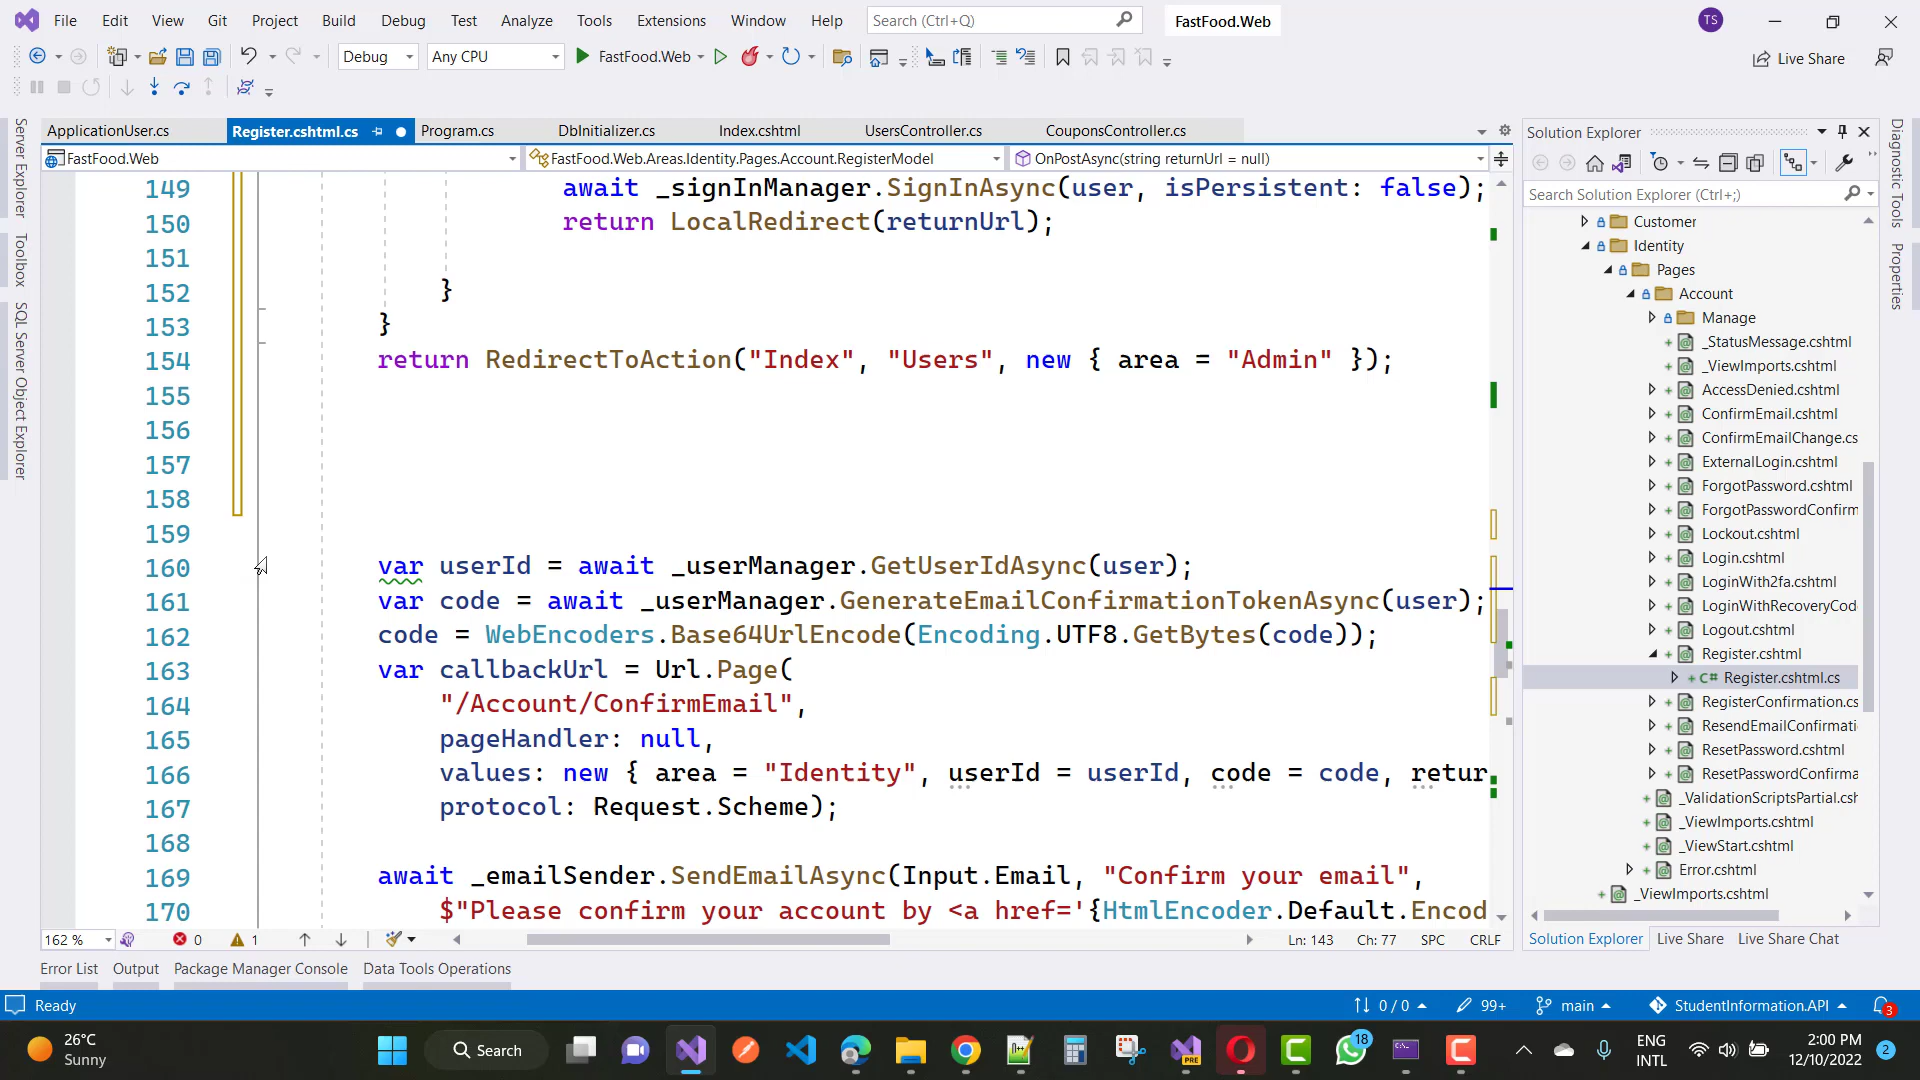 File Edit View Git Project Build Debug Test Analyze Tools Extensions Window Help Search (Ctrl+Q) FastFood.Web TS
Debug Any CPU FastFood.Web Live Share
ApplicationUser.cs Register.cshtml.cs Program.cs DbInitializer.cs Index.cshtml UsersController.cs CouponsController.cs
FastFood.Web FastFood.Web.Areas.Identity.Pages.Account.RegisterModel OnPostAsync(string returnUrl = null)
Server Explorer
Toolbox
SQL Server Object Explorer
149 await _signInManager.SignInAsync(user, isPersistent: false);
150 return LocalRedirect(returnUrl);
151
152 }
153 }
154 return RedirectToAction("Index", "Users", new { area = "Admin" });
155
156
157
158
159
160 var userId = await _userManager.GetUserIdAsync(user);
161 var code = await _userManager.GenerateEmailConfirmationTokenAsync(user);
162 code = WebEncoders.Base64UrlEncode(Encoding.UTF8.GetBytes(code));
163 var callbackUrl = Url.Page(
164 "/Account/ConfirmEmail",
165 pageHandler: null,
166 values: new { area = "Identity", userId = userId, code = code, retur
167 protocol: Request.Scheme);
168
169 await _emailSender.SendEmailAsync(Input.Email, "Confirm your email",
170 $"Please confirm your account by <a href='{HtmlEncoder.Default.Encod
162 % 0 1 Ln: 143 Ch: 77 SPC CRLF
Solution Explorer
Search Solution Explorer (Ctrl+;)
Customer
Identity
Pages
Account
Manage
_StatusMessage.cshtml
_ViewImports.cshtml
AccessDenied.cshtml
ConfirmEmail.cshtml
ConfirmEmailChange.cs
ExternalLogin.cshtml
ForgotPassword.cshtml
ForgotPasswordConfirm
Lockout.cshtml
Login.cshtml
LoginWith2fa.cshtml
LoginWithRecoveryCod
Logout.cshtml
Register.cshtml
C# Register.cshtml.cs
RegisterConfirmation.cs
ResendEmailConfirmati
ResetPassword.cshtml
ResetPasswordConfirma
_ValidationScriptsPartial.csh
_ViewImports.cshtml
_ViewStart.cshtml
Error.cshtml
_ViewImports.cshtml
Solution Explorer Live Share Live Share Chat
Diagnostic Tools
Properties
Error List Output Package Manager Console Data Tools Operations
Ready 0 / 0 99+ main StudentInformation.API 3
26°C
Sunny
Search
PRE
18
ENG
INTL
2:00 PM
12/10/2022
2